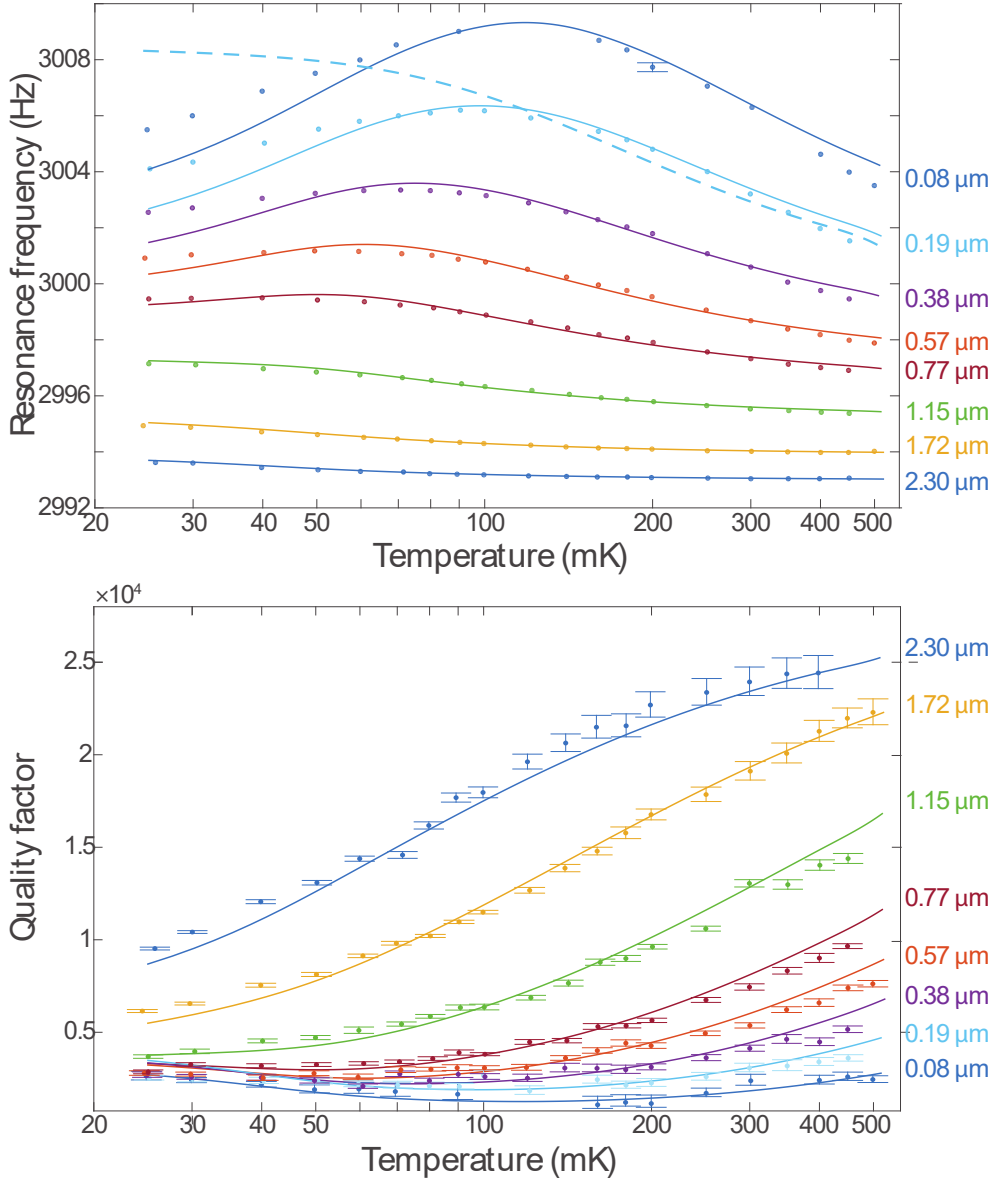 3008
3004
3000
2996
2992
Resonance frequency (Hz)
0.08 μm
0.19 μm
0.38 μm
0.57 μm
0.77 μm
1.15 μm
1.72 μm
2.30 μm
20 30 40 50 100 200 300 400 500
Temperature (mK)
×10⁴
2.5
2
1.5
1
0.5
Quality factor
2.30 μm
1.72 μm
1.15 μm
0.77 μm
0.57 μm
0.38 μm
0.19 μm
0.08 μm
20 30 40 50 100 200 300 400 500
Temperature (mK)